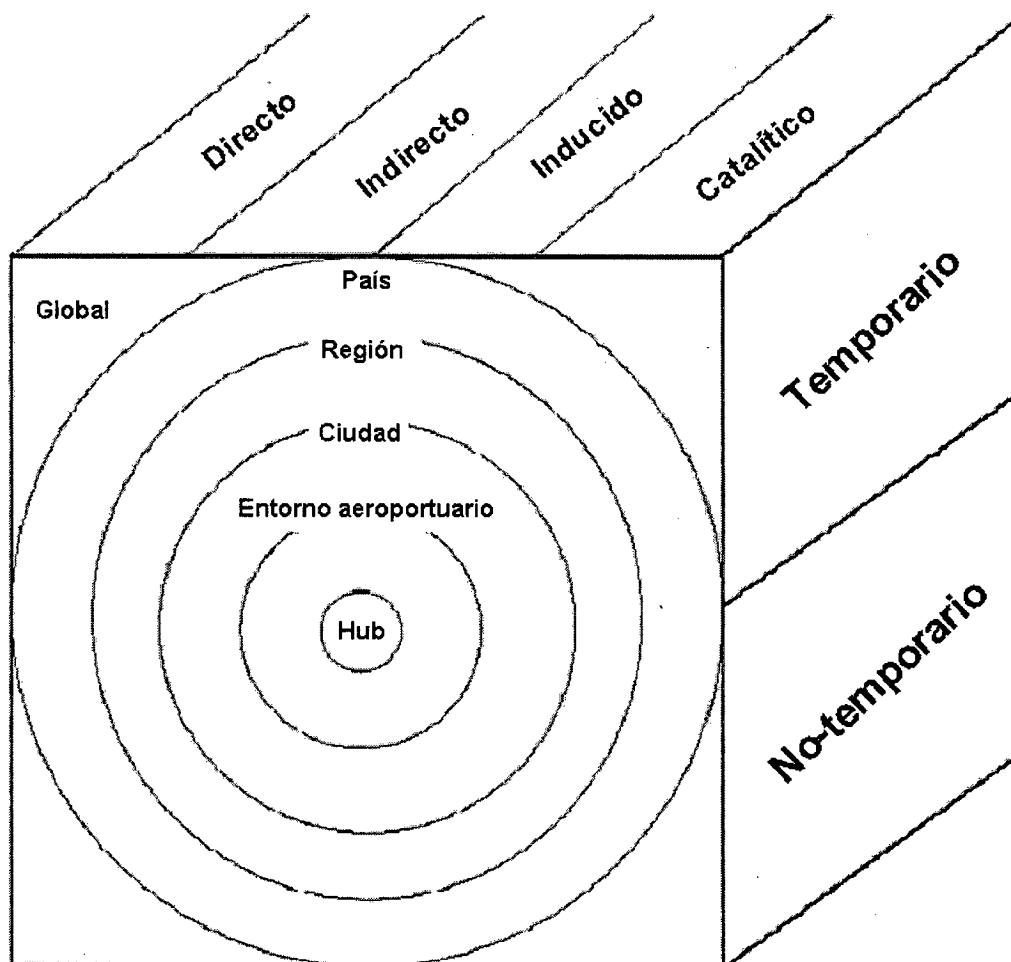 Directo
Indirecto
Inducido
Catalítico
Global
País
Región
Ciudad
Entorno aeroportuario
Hub
Temporario
No-temporario